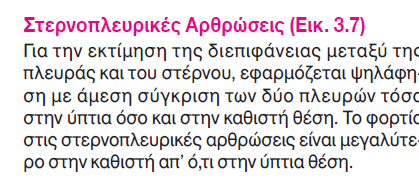 Στερνοπλευρικές Αρθρώσεις (Εικ. 3.7)
Για την εκτίμηση της διεπιφάνειας μεταξύ της
πλευράς και του στέρνου, εφαρμόζεται ψηλάφη-
ση με άμεση σύγκριση των δύο πλευρών τόσο
στην ύπτια όσο και στην καθιστή θέση. Το φορτίο
στις στερνοπλευρικές αρθρώσεις είναι μεγαλύτε-
ρο στην καθιστή απ’ ό,τι στην ύπτια θέση.